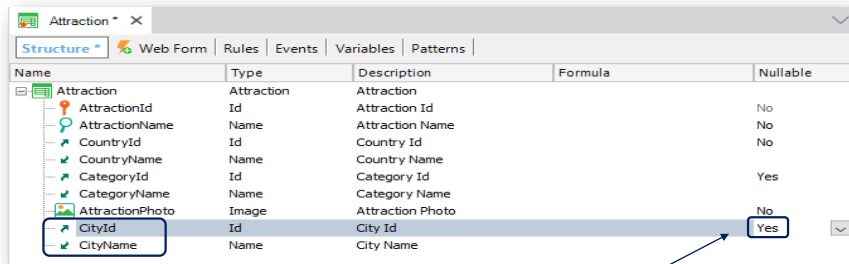 Attraction * ×
Structure * Web Form Rules Events Variables Patterns
Name Type Description Formula Nullable
Attraction Attraction Attraction
AttractionId Id Attraction Id No
AttractionName Name Attraction Name No
CountryId Id Country Id No
CountryName Name Country Name
CategoryId Id Category Id Yes
CategoryName Name Category Name
AttractionPhoto Image Attraction Photo No
CityId Id City Id Yes
CityName Name City Name